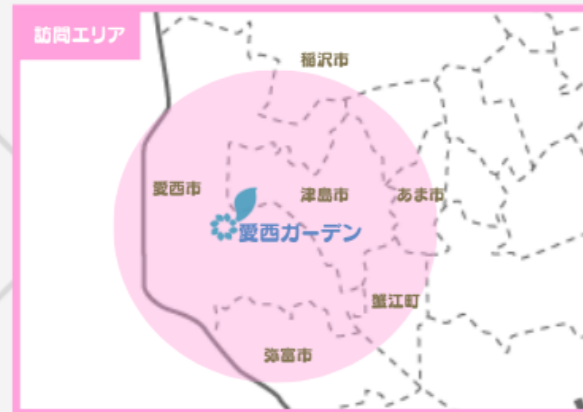 訪問エリア
稲沢市
愛西市
津島市
あま市
愛西ガーデン
蟹江町
弥富市